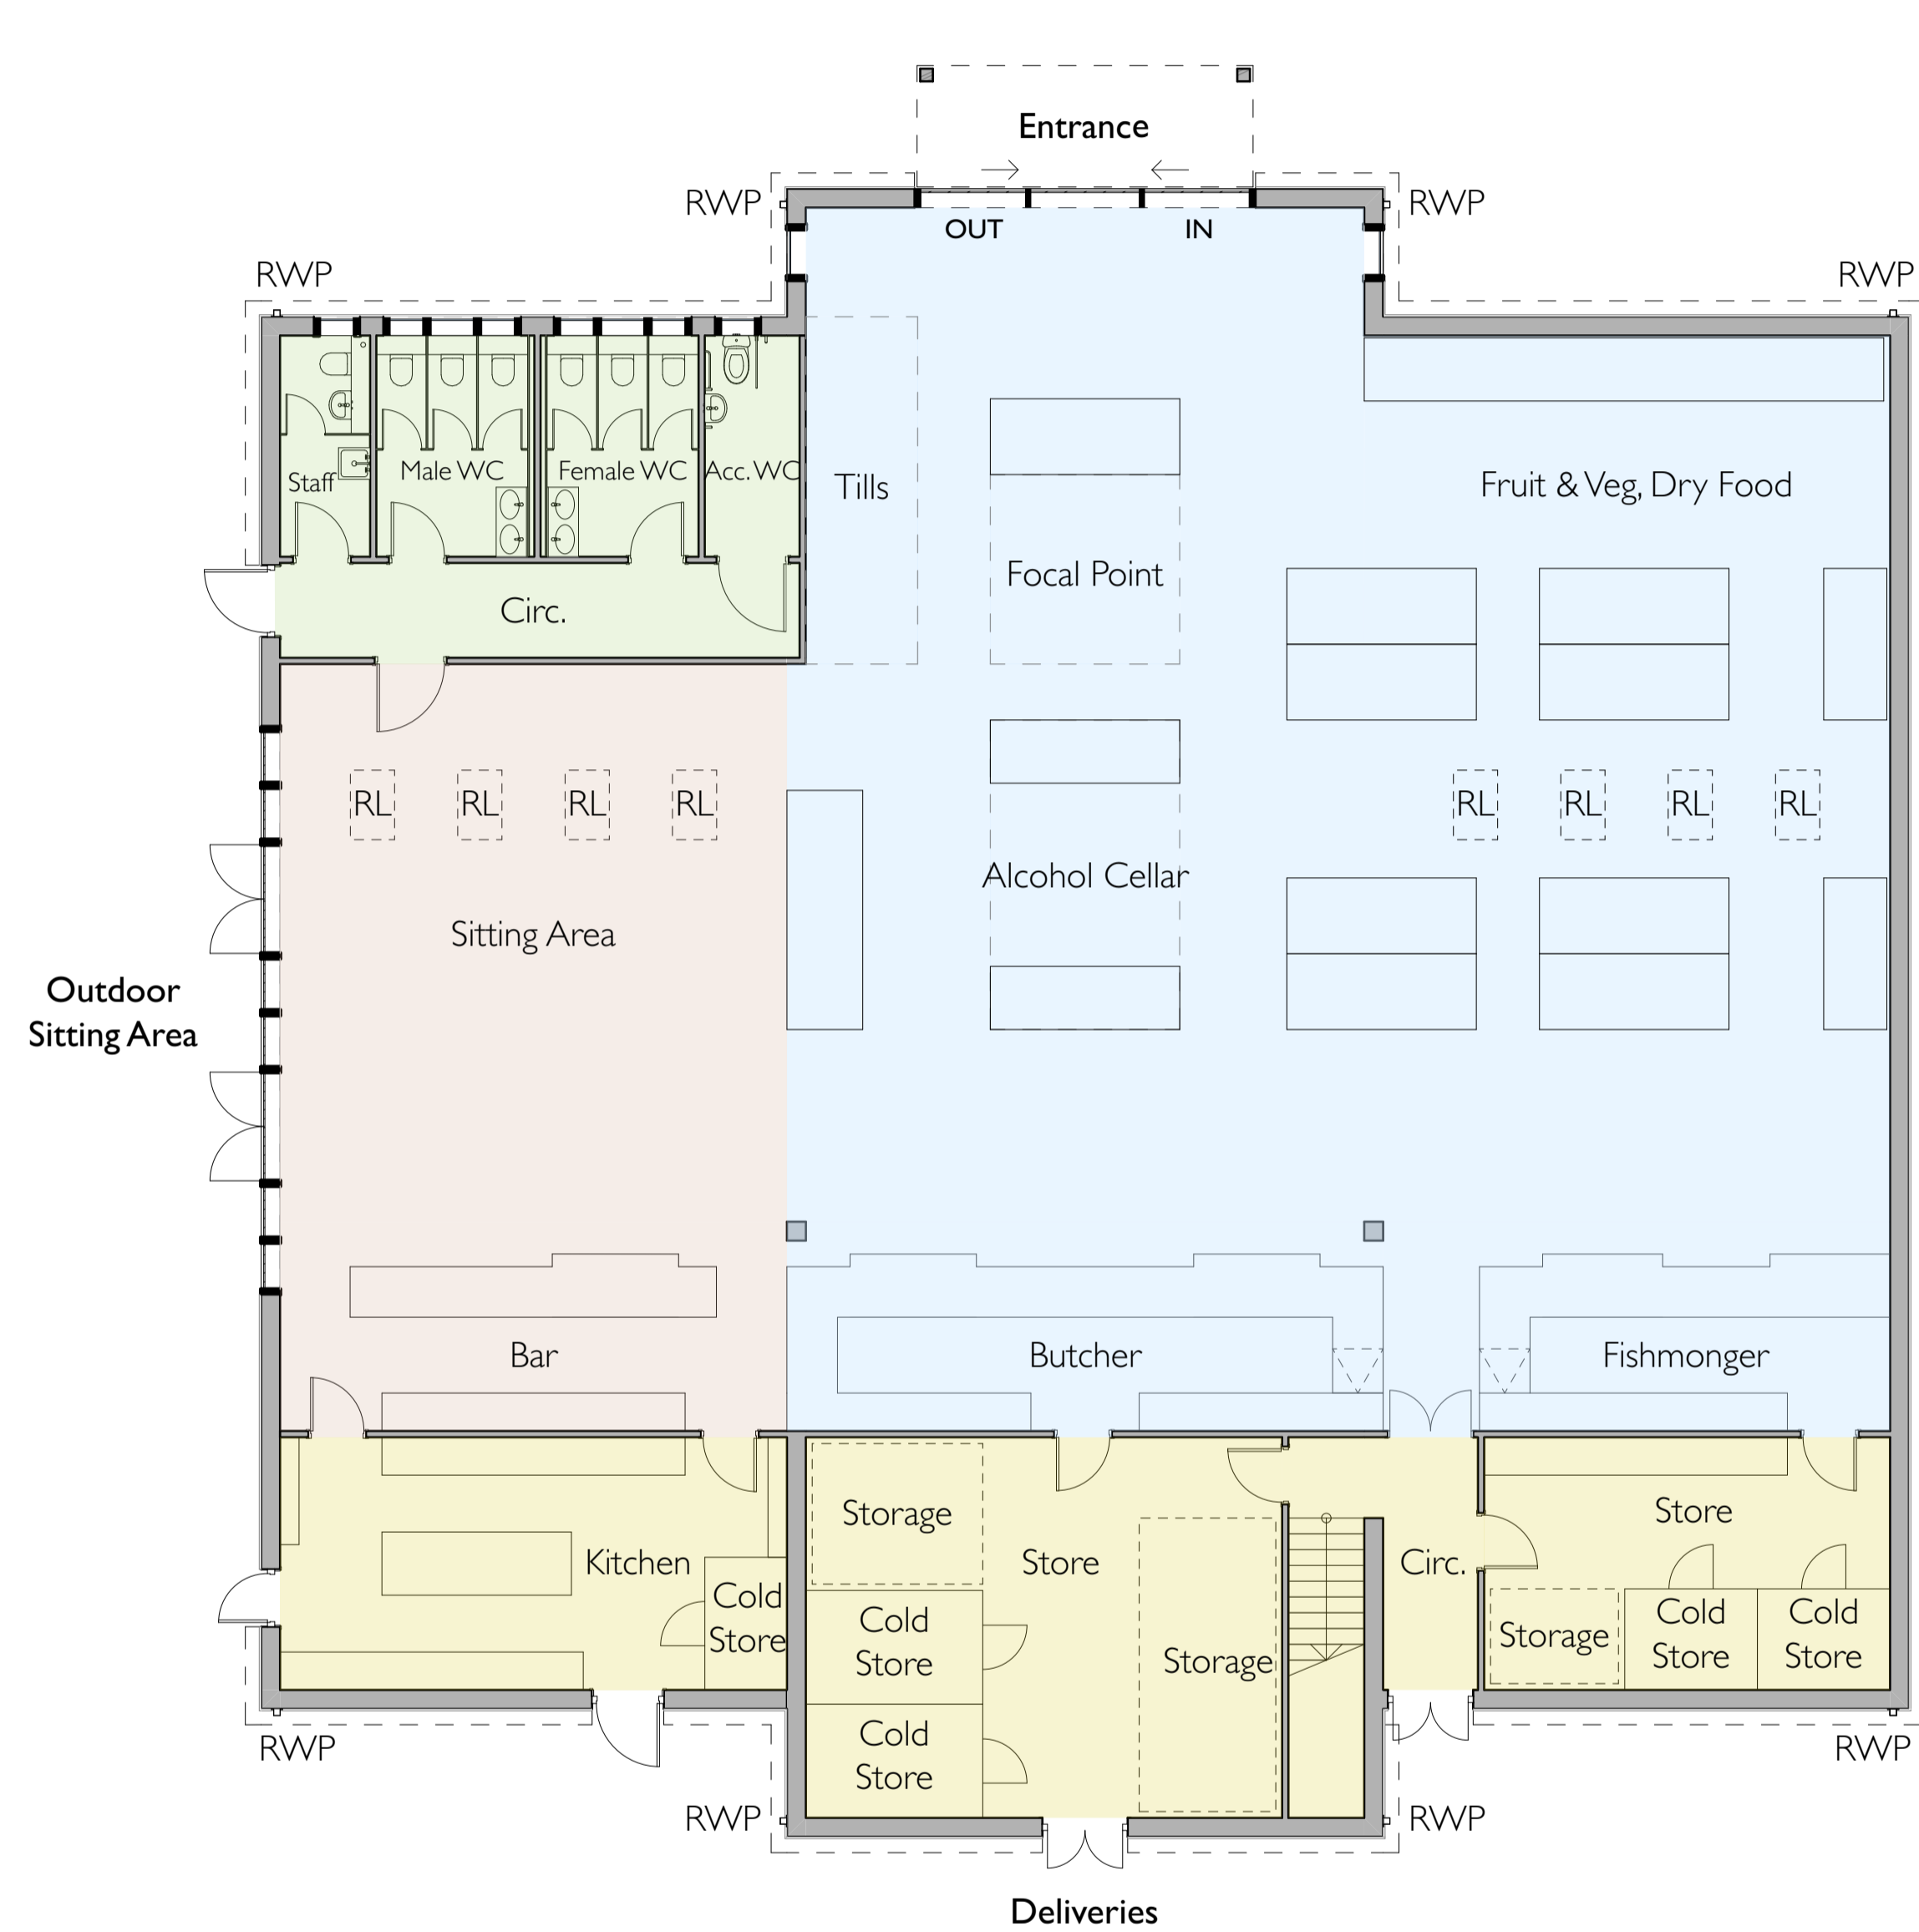 Entrance
RWP
RWP
OUT
IN
RWP
RWP
Staff
Male WC
Female WC
Acc. WC
Tills
Fruit & Veg, Dry Food
Focal Point
Circ.
RL
RL
RL
RL
RL
RL
RL
RL
Alcohol Cellar
Sitting Area
Outdoor
Sitting Area
Bar
Butcher
Fishmonger
Storage
Store
Store
Kitchen
Circ.
Cold
Store
Cold
Store
Storage
Storage
Cold
Store
Cold
Store
Cold
Store
RWP
RWP
RWP
RWP
Deliveries